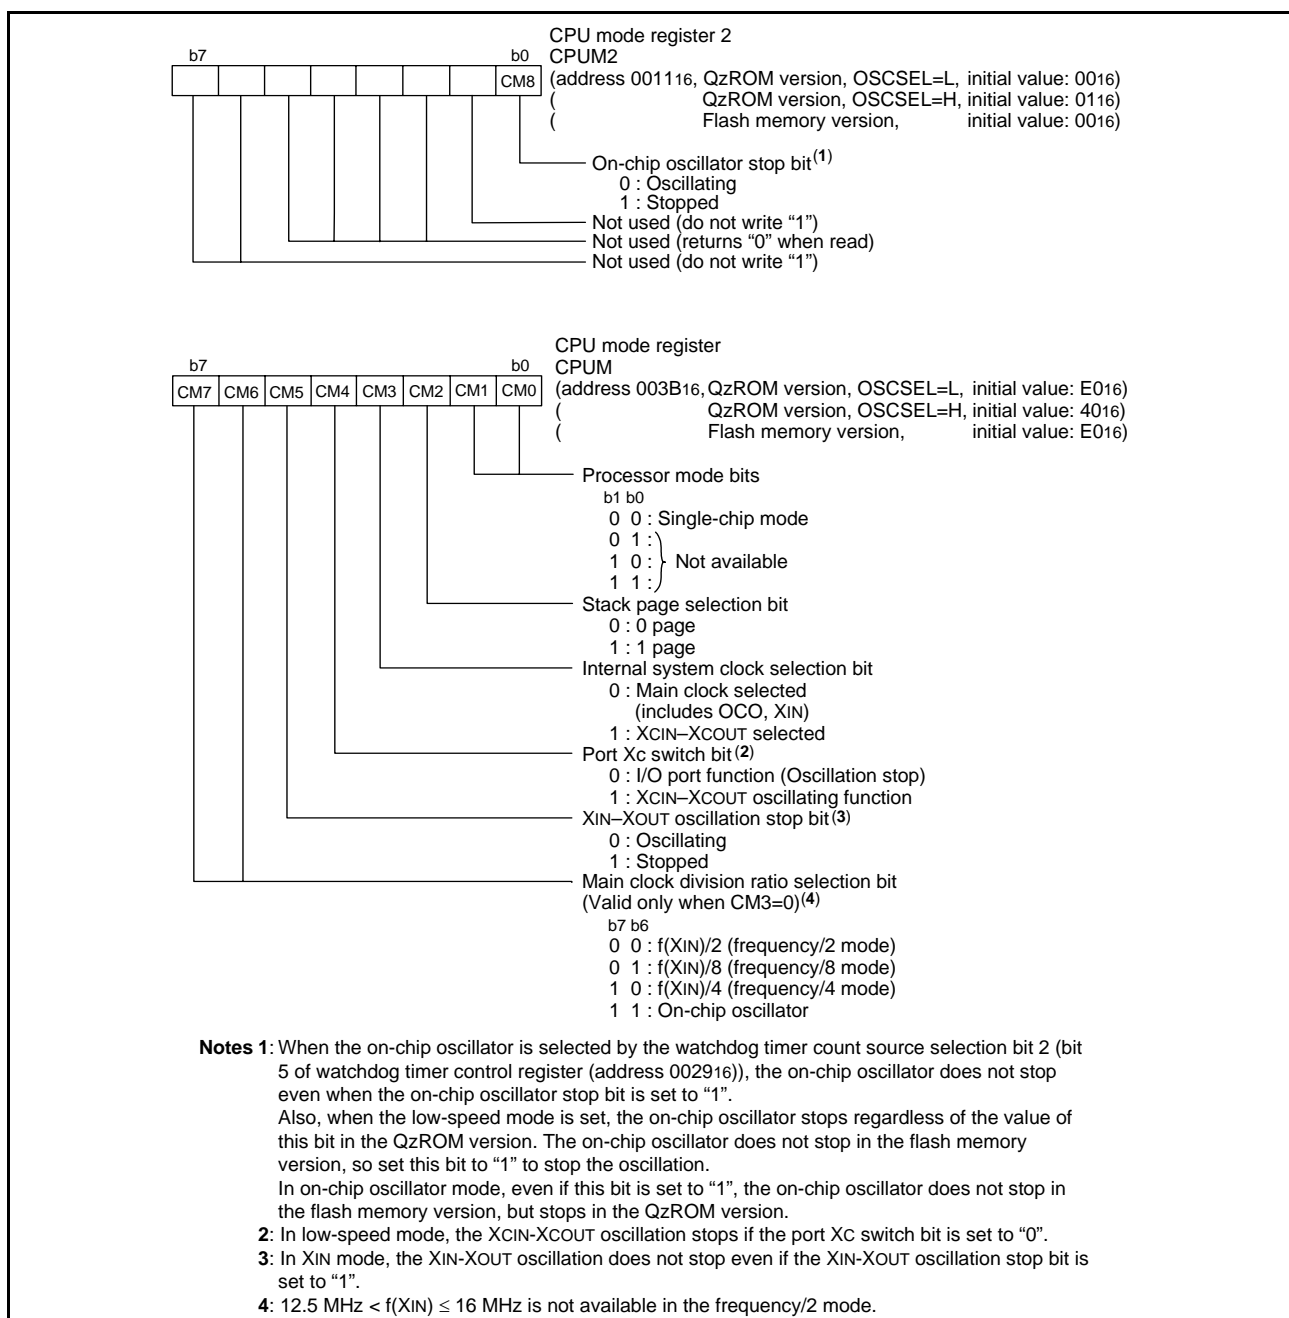 CPU mode register 2
b7 b0 CPUM2
CM8 (address 001116, QzROM version, OSCSEL=L, initial value: 0016)
( QzROM version, OSCSEL=H, initial value: 0116)
( Flash memory version, initial value: 0016)
On-chip oscillator stop bit(1)
0 : Oscillating
1 : Stopped
Not used (do not write “1”)
Not used (returns “0” when read)
Not used (do not write “1”)
CPU mode register
b7 b0 CPUM
CM7 CM6 CM5 CM4 CM3 CM2 CM1 CM0 (address 003B16, QzROM version, OSCSEL=L, initial value: E016)
( QzROM version, OSCSEL=H, initial value: 4016)
( Flash memory version, initial value: E016)
Processor mode bits
b1 b0
0 0 : Single-chip mode
0 1 :
1 0 : Not available
1 1 :
Stack page selection bit
0 : 0 page
1 : 1 page
Internal system clock selection bit
0 : Main clock selected
(includes OCO, XIN)
1 : XCIN–XCOUT selected
Port Xc switch bit(2)
0 : I/O port function (Oscillation stop)
1 : XCIN–XCOUT oscillating function
XIN–XOUT oscillation stop bit(3)
0 : Oscillating
1 : Stopped
Main clock division ratio selection bit
(Valid only when CM3=0)(4)
b7 b6
0 0 : f(XIN)/2 (frequency/2 mode)
0 1 : f(XIN)/8 (frequency/8 mode)
1 0 : f(XIN)/4 (frequency/4 mode)
1 1 : On-chip oscillator
Notes 1: When the on-chip oscillator is selected by the watchdog timer count source selection bit 2 (bit
5 of watchdog timer control register (address 002916)), the on-chip oscillator does not stop
even when the on-chip oscillator stop bit is set to “1”.
Also, when the low-speed mode is set, the on-chip oscillator stops regardless of the value of
this bit in the QzROM version. The on-chip oscillator does not stop in the flash memory
version, so set this bit to “1” to stop the oscillation.
In on-chip oscillator mode, even if this bit is set to “1”, the on-chip oscillator does not stop in
the flash memory version, but stops in the QzROM version.
2: In low-speed mode, the XCIN-XCOUT oscillation stops if the port XC switch bit is set to “0”.
3: In XIN mode, the XIN-XOUT oscillation does not stop even if the XIN-XOUT oscillation stop bit is
set to “1”.
4: 12.5 MHz < f(XIN) ≤ 16 MHz is not available in the frequency/2 mode.